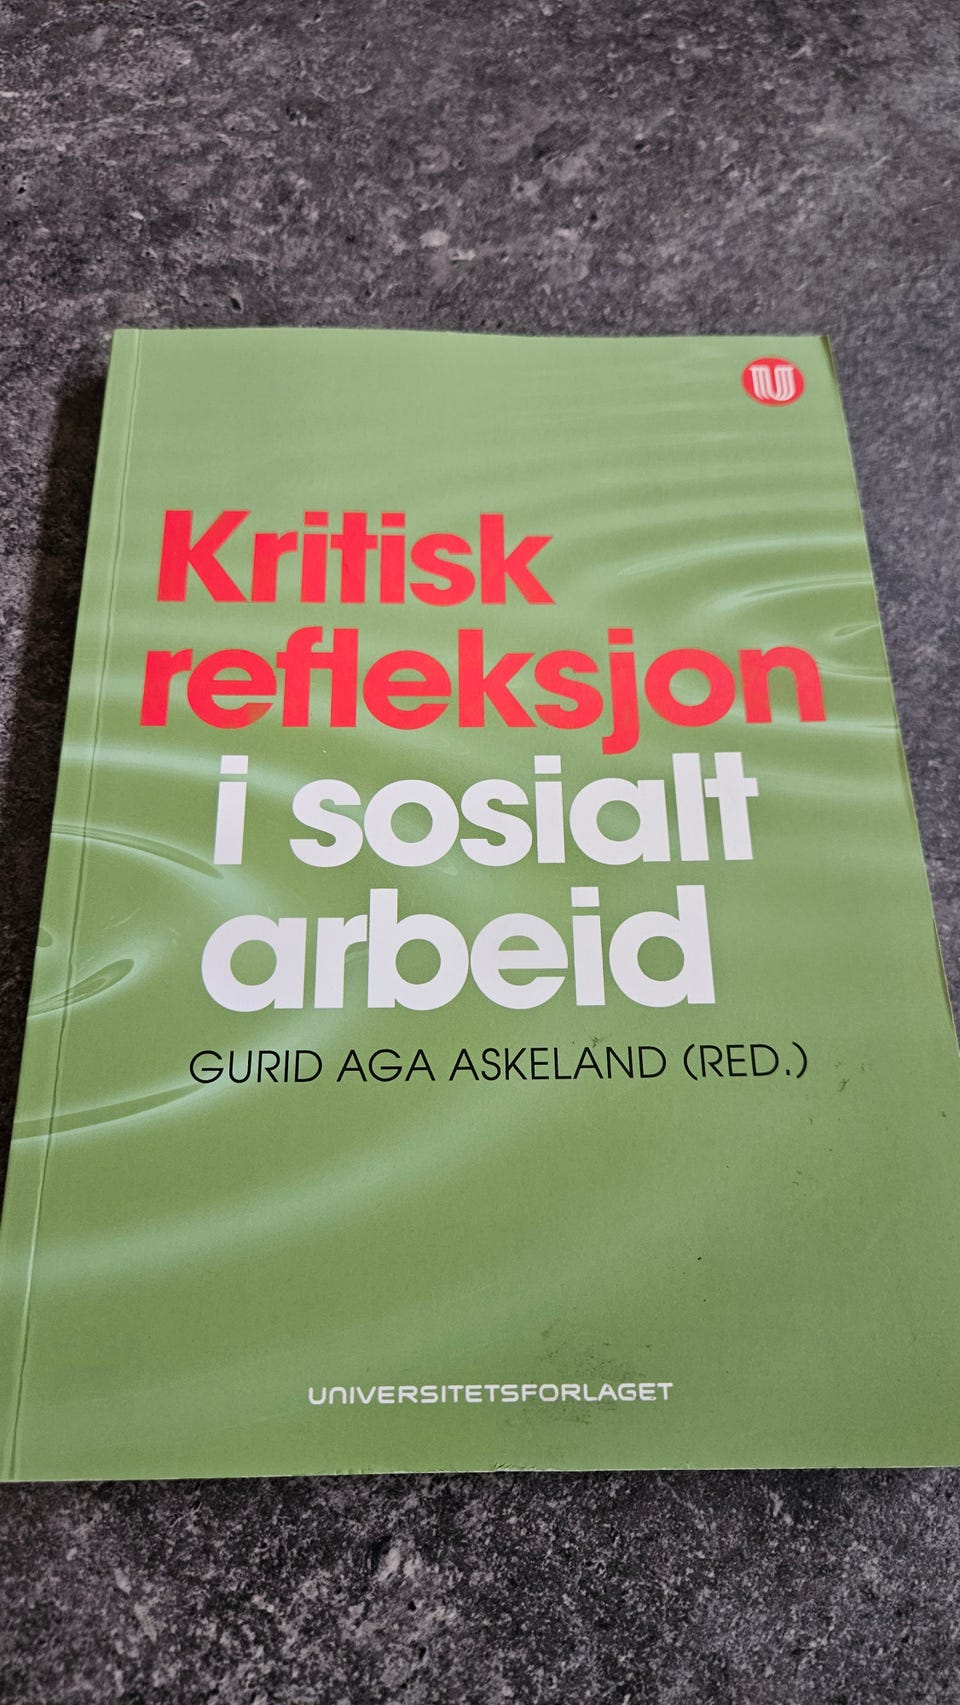 U
Kritisk
refleksjon
i sosialt
arbeid
GURID AGA ASKELAND (RED.)
UNIVERSITETSFORLAGET